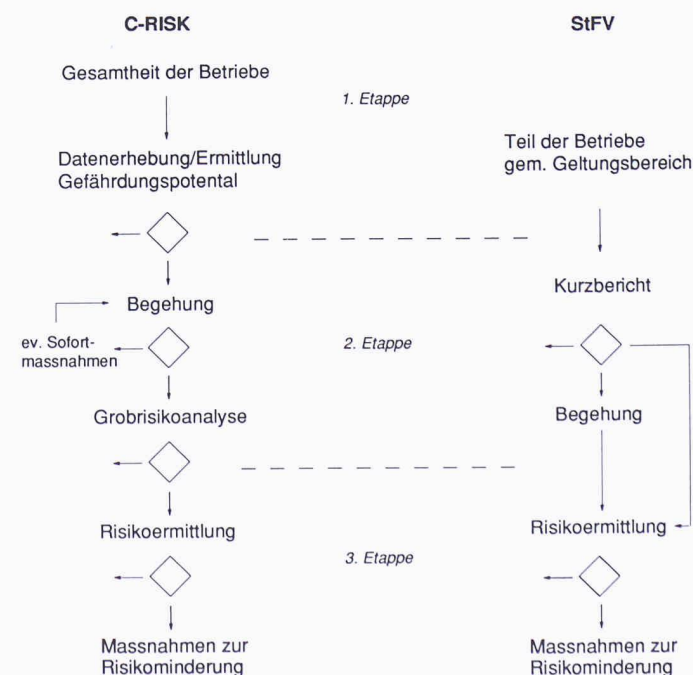 C-RISK
StFV
Gesamtheit der Betriebe
1. Etappe
Teil der Betriebe
gem. Geltungsbereich
Datenerhebung/Ermittlung
Gefährdungspotental
Kurzbericht
Begehung
ev. Sofort-
massnahmen
2. Etappe
Grobrisikoanalyse
Begehung
Risikoermittlung
Risikoermittlung
3. Etappe
Massnahmen zur
Risikominderung
Massnahmen zur
Risikominderung